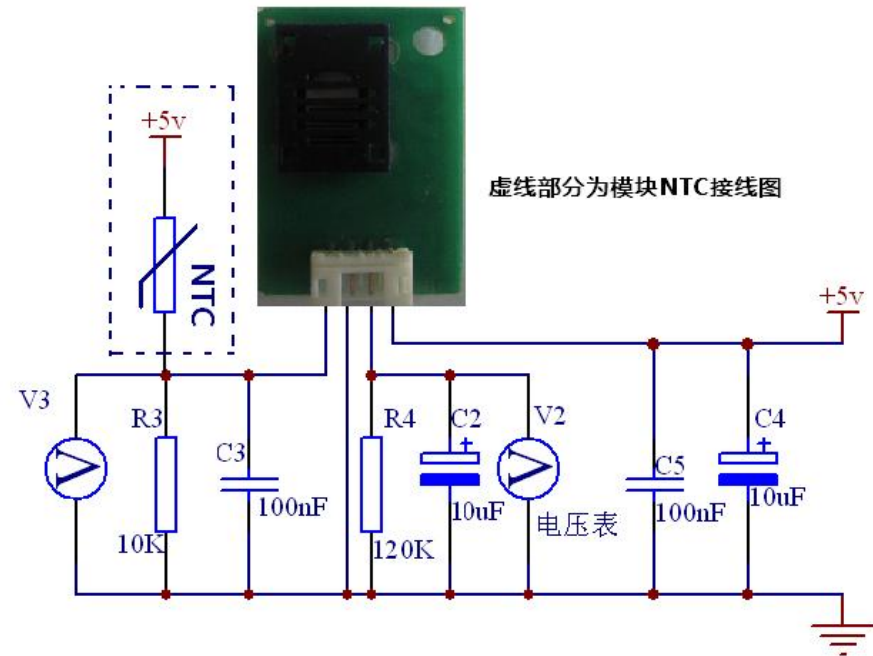 +5v
NTC
虚线部分为模块NTC接线图
+5v
V3
R3
10K
C3
100nF
R4
120K
C2
+
10uF
V2
V
V
电压表
C5
100nF
C4
+
10uF